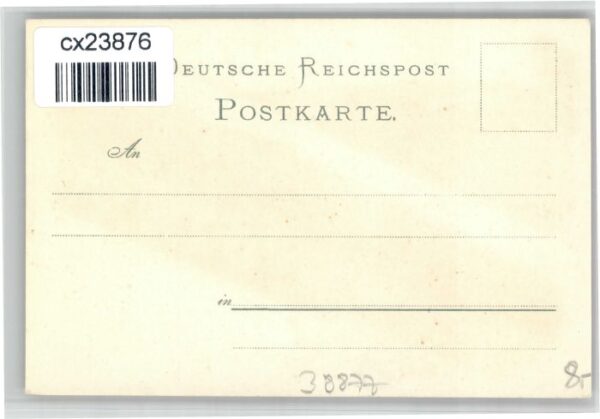 cx23876
DEUTSCHE REICHSPOST
POSTKARTE.
An
in
38877
8-